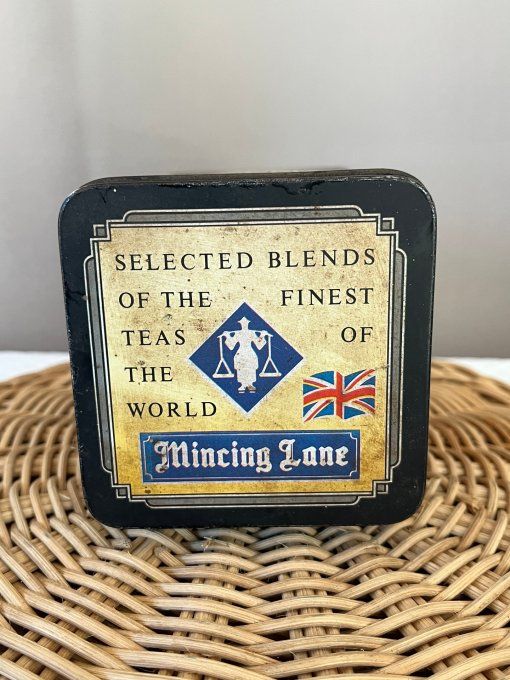 SELECTED BLENDS
OF THE FINEST
TEAS OF
THE
WORLD
Mincing Lane